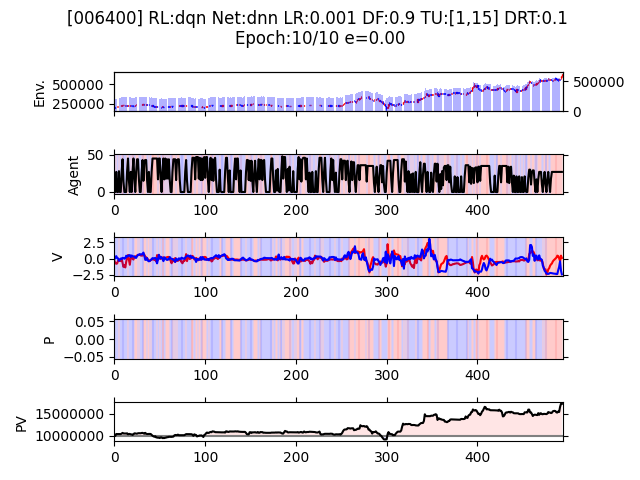 [006400] RL:dqn Net:dnn LR:0.001 DF:0.9 TU:[1,15] DRT:0.1
Epoch:10/10 e=0.00
Env.
500000
250000
500000
0
Agent
50
0
0 100 200 300 400
V
2.5
0.0
−2.5
0 100 200 300 400
P
0.05
0.00
−0.05
0 100 200 300 400
PV
15000000
10000000
0 100 200 300 400